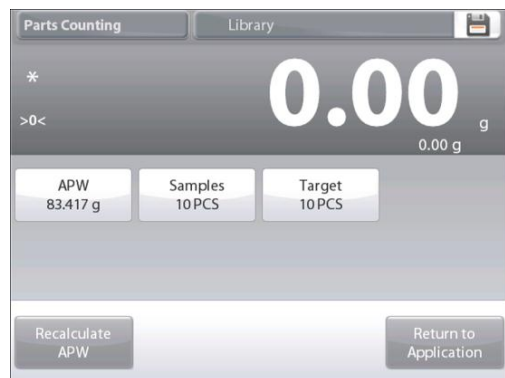 Parts Counting
Library
*
0.00
>0<
g
0.00 g
APW
83.417 g
Samples
10 PCS
Target
10 PCS
Recalculate
APW
Return to
Application